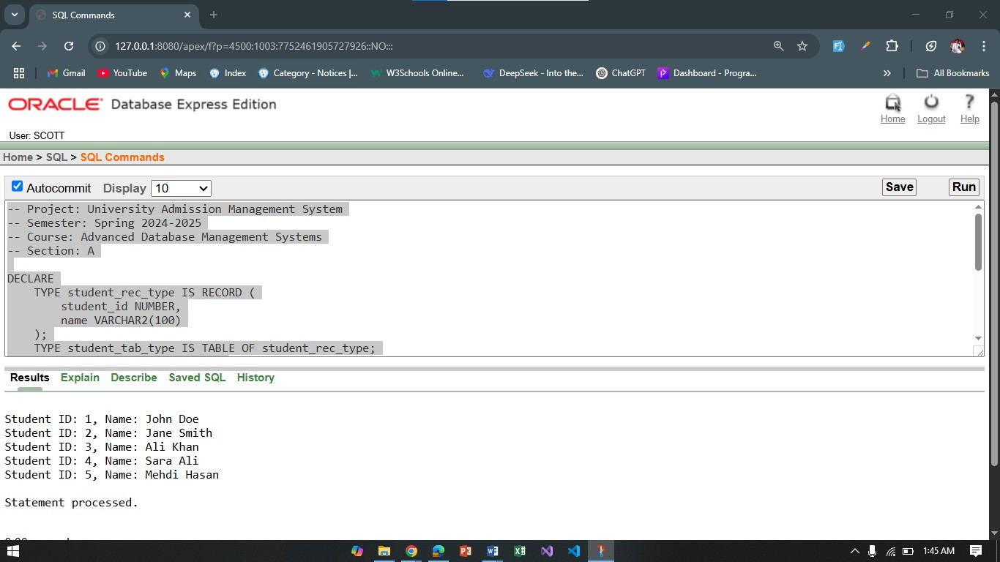 SQL Commands
127.0.0.1:8080/apex/f?p=4500:1003:7752461905727926::NO:::
Gmail
YouTube
Maps
Index
Category - Notices |...
W3Schools Online...
DeepSeek - Into the...
ChatGPT
Dashboard - Progra...
All Bookmarks
ORACLE Database Express Edition
Home
Logout
Help
User: SCOTT
Home > SQL > SQL Commands
Autocommit Display 10
Save
Run
-- Project: University Admission Management System
-- Semester: Spring 2024-2025
-- Course: Advanced Database Management Systems
-- Section: A
DECLARE
TYPE student_rec_type IS RECORD (
student_id NUMBER,
name VARCHAR2(100)
);
TYPE student_tab_type IS TABLE OF student_rec_type;
Results Explain Describe Saved SQL History
Student ID: 1, Name: John Doe
Student ID: 2, Name: Jane Smith
Student ID: 3, Name: Ali Khan
Student ID: 4, Name: Sara Ali
Student ID: 5, Name: Mehdi Hasan
Statement processed.
1:45 AM